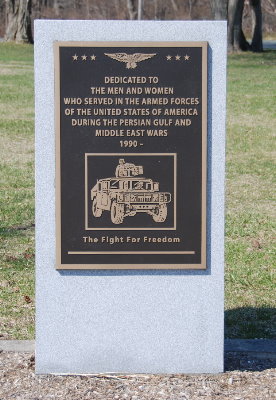 DEDICATED TO
THE MEN AND WOMEN
WHO SERVED IN THE ARMED FORCES
OF THE UNITED STATES OF AMERICA
DURING THE PERSIAN GULF AND
MIDDLE EAST WARS
1990 -
The Fight For Freedom